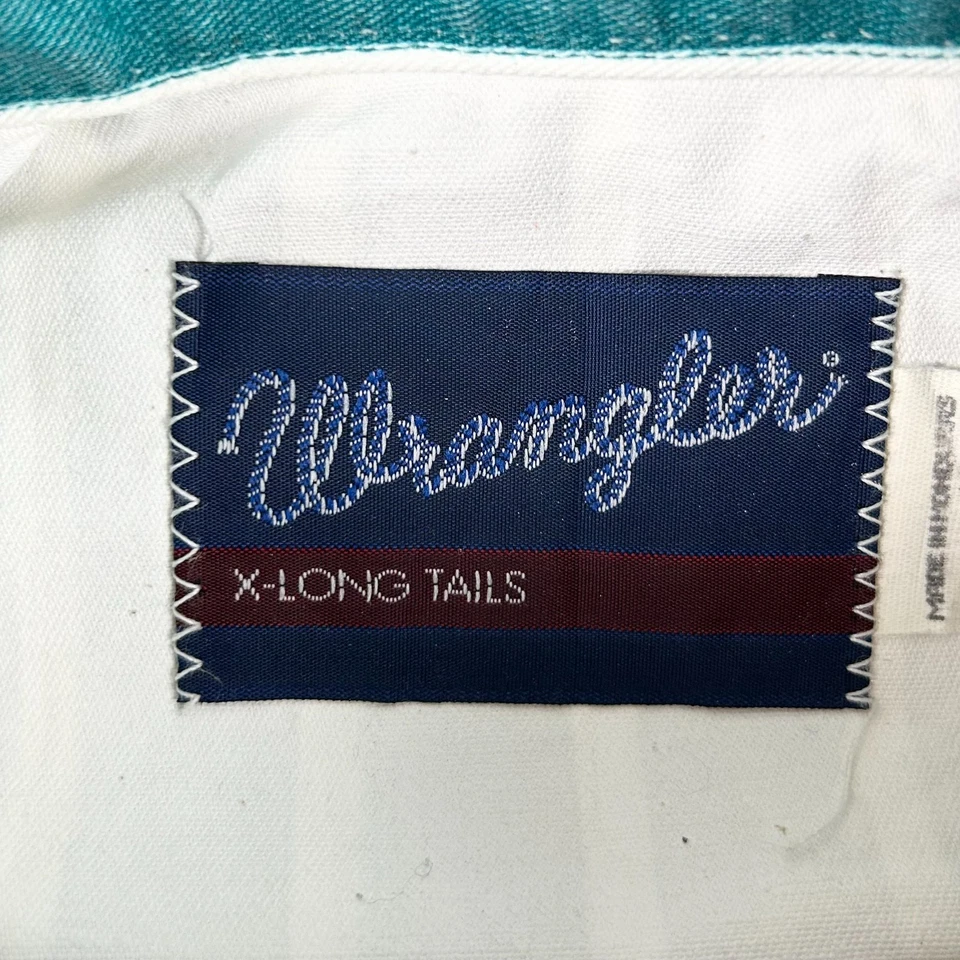 Wrangler®
X-LONG TAILS
MADE IN HONDURAS